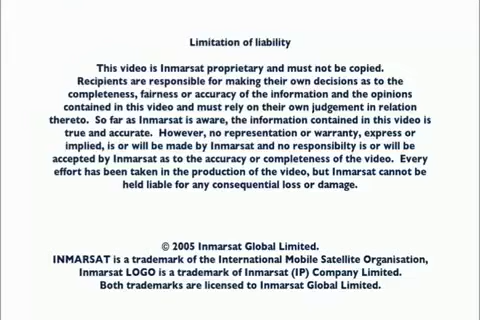 Limitation of liability
This video is Inmarsat proprietary and must not be copied.
Recipients are responsible for making their own decisions as to the
completeness, fairness or accuracy of the information and the opinions
contained in this video and must rely on their own judgement in relation
thereto. So far as Inmarsat is aware, the information contained in this video is
true and accurate. However, no representation or warranty, express or
implied, is or will be made by Inmarsat and no responsibilty is or will be
accepted by Inmarsat as to the accuracy or completeness of the video. Every
effort has been taken in the production of the video, but Inmarsat cannot be
held liable for any consequential loss or damage.
© 2005 Inmarsat Global Limited.
INMARSAT is a trademark of the International Mobile Satellite Organisation,
Inmarsat LOGO is a trademark of Inmarsat (IP) Company Limited.
Both trademarks are licensed to Inmarsat Global Limited.